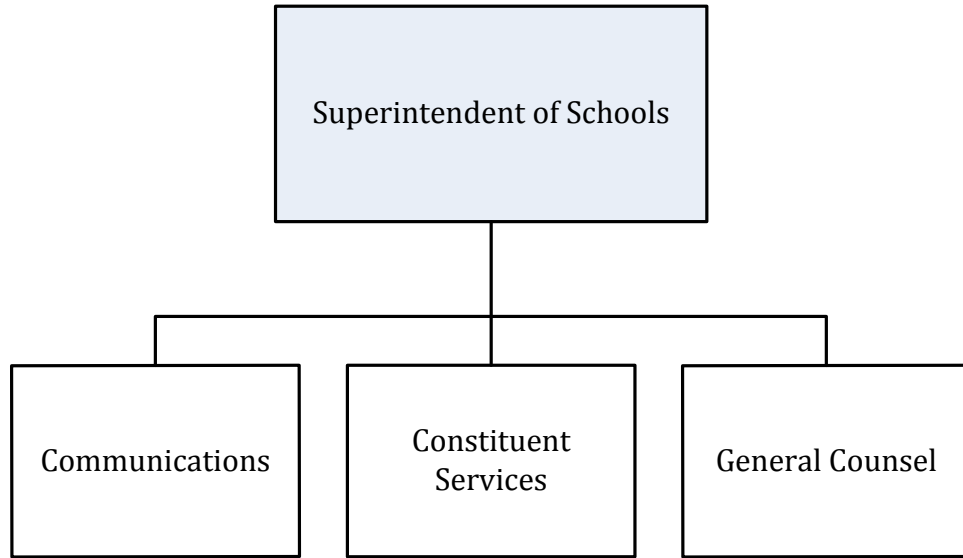 Superintendent of Schools
Communications
Constituent
Services
General Counsel